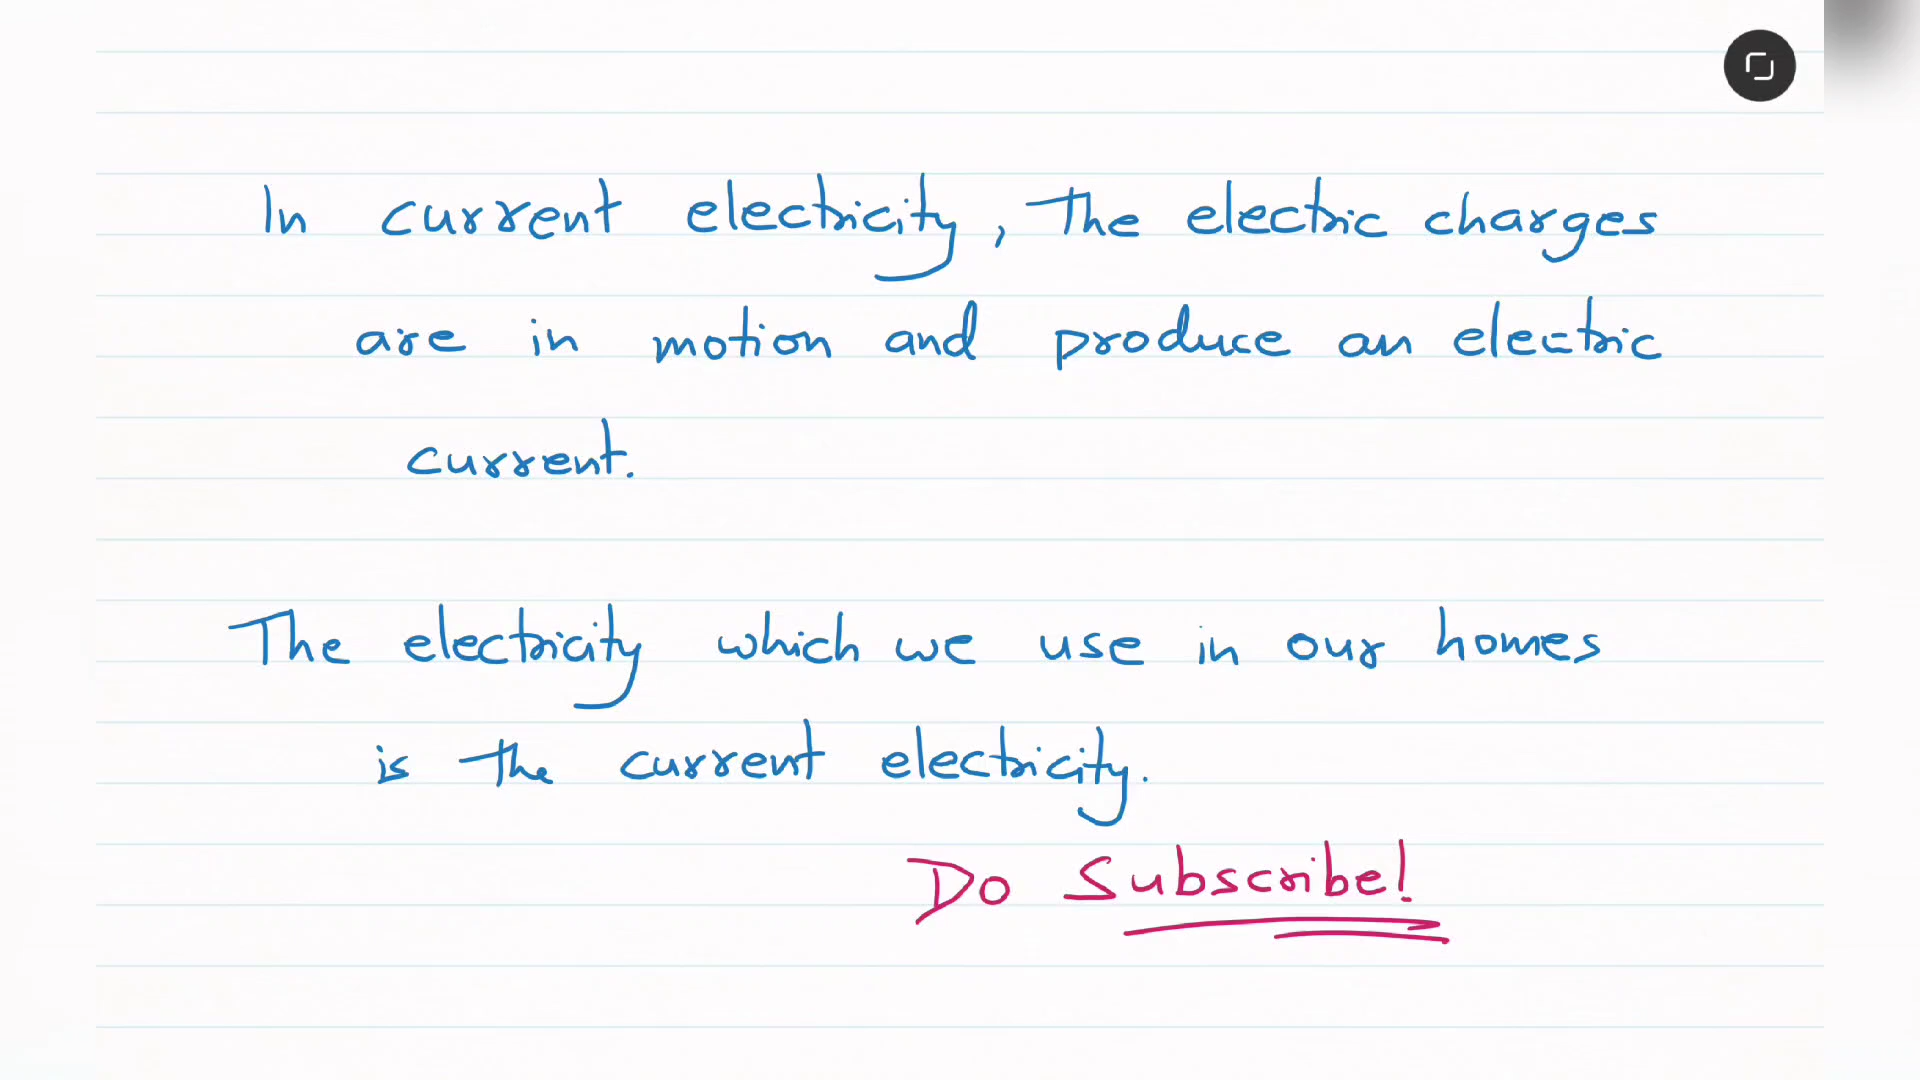 In current electricity, The electric charges
are in motion and produce an electric
current.
The electricity which we use in our homes
is the current electricity.
Do Subscribe!